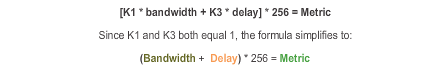 [K1 * bandwidth + K3 * delay] * 256 = Metric
Since K1 and K3 both equal 1, the formula simplifies to:
(Bandwidth + Delay) * 256 = Metric